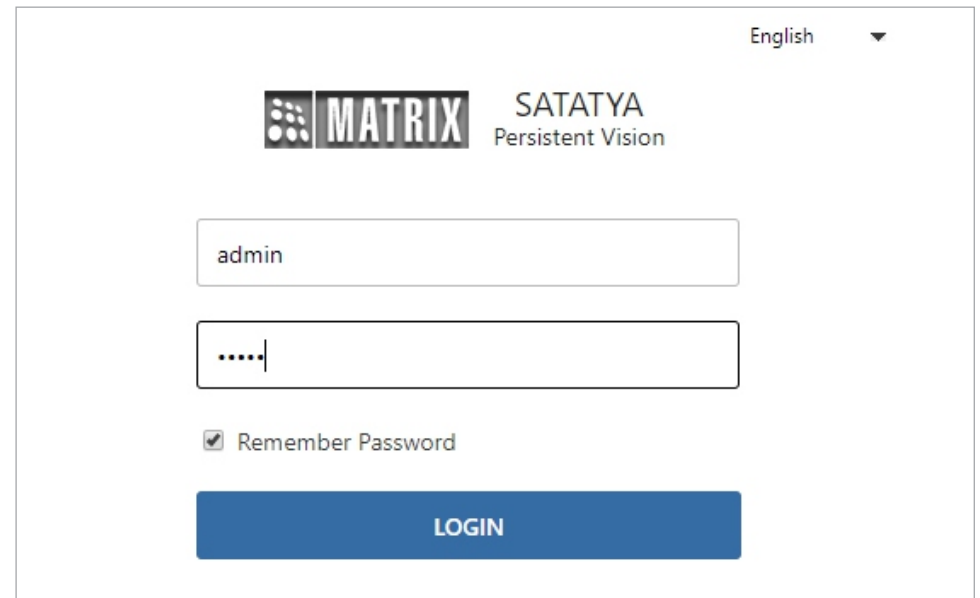 English
MATRIX
SATATYA
Persistent Vision
admin
•••••
Remember Password
LOGIN